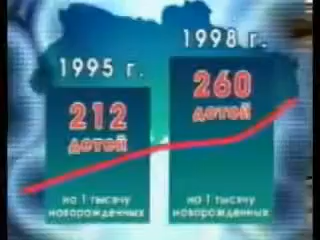 1995 г.
212
детей
на 1 тысячу
новорожденных
1998 г.
260
детей
на 1 тысячу
новорожденных